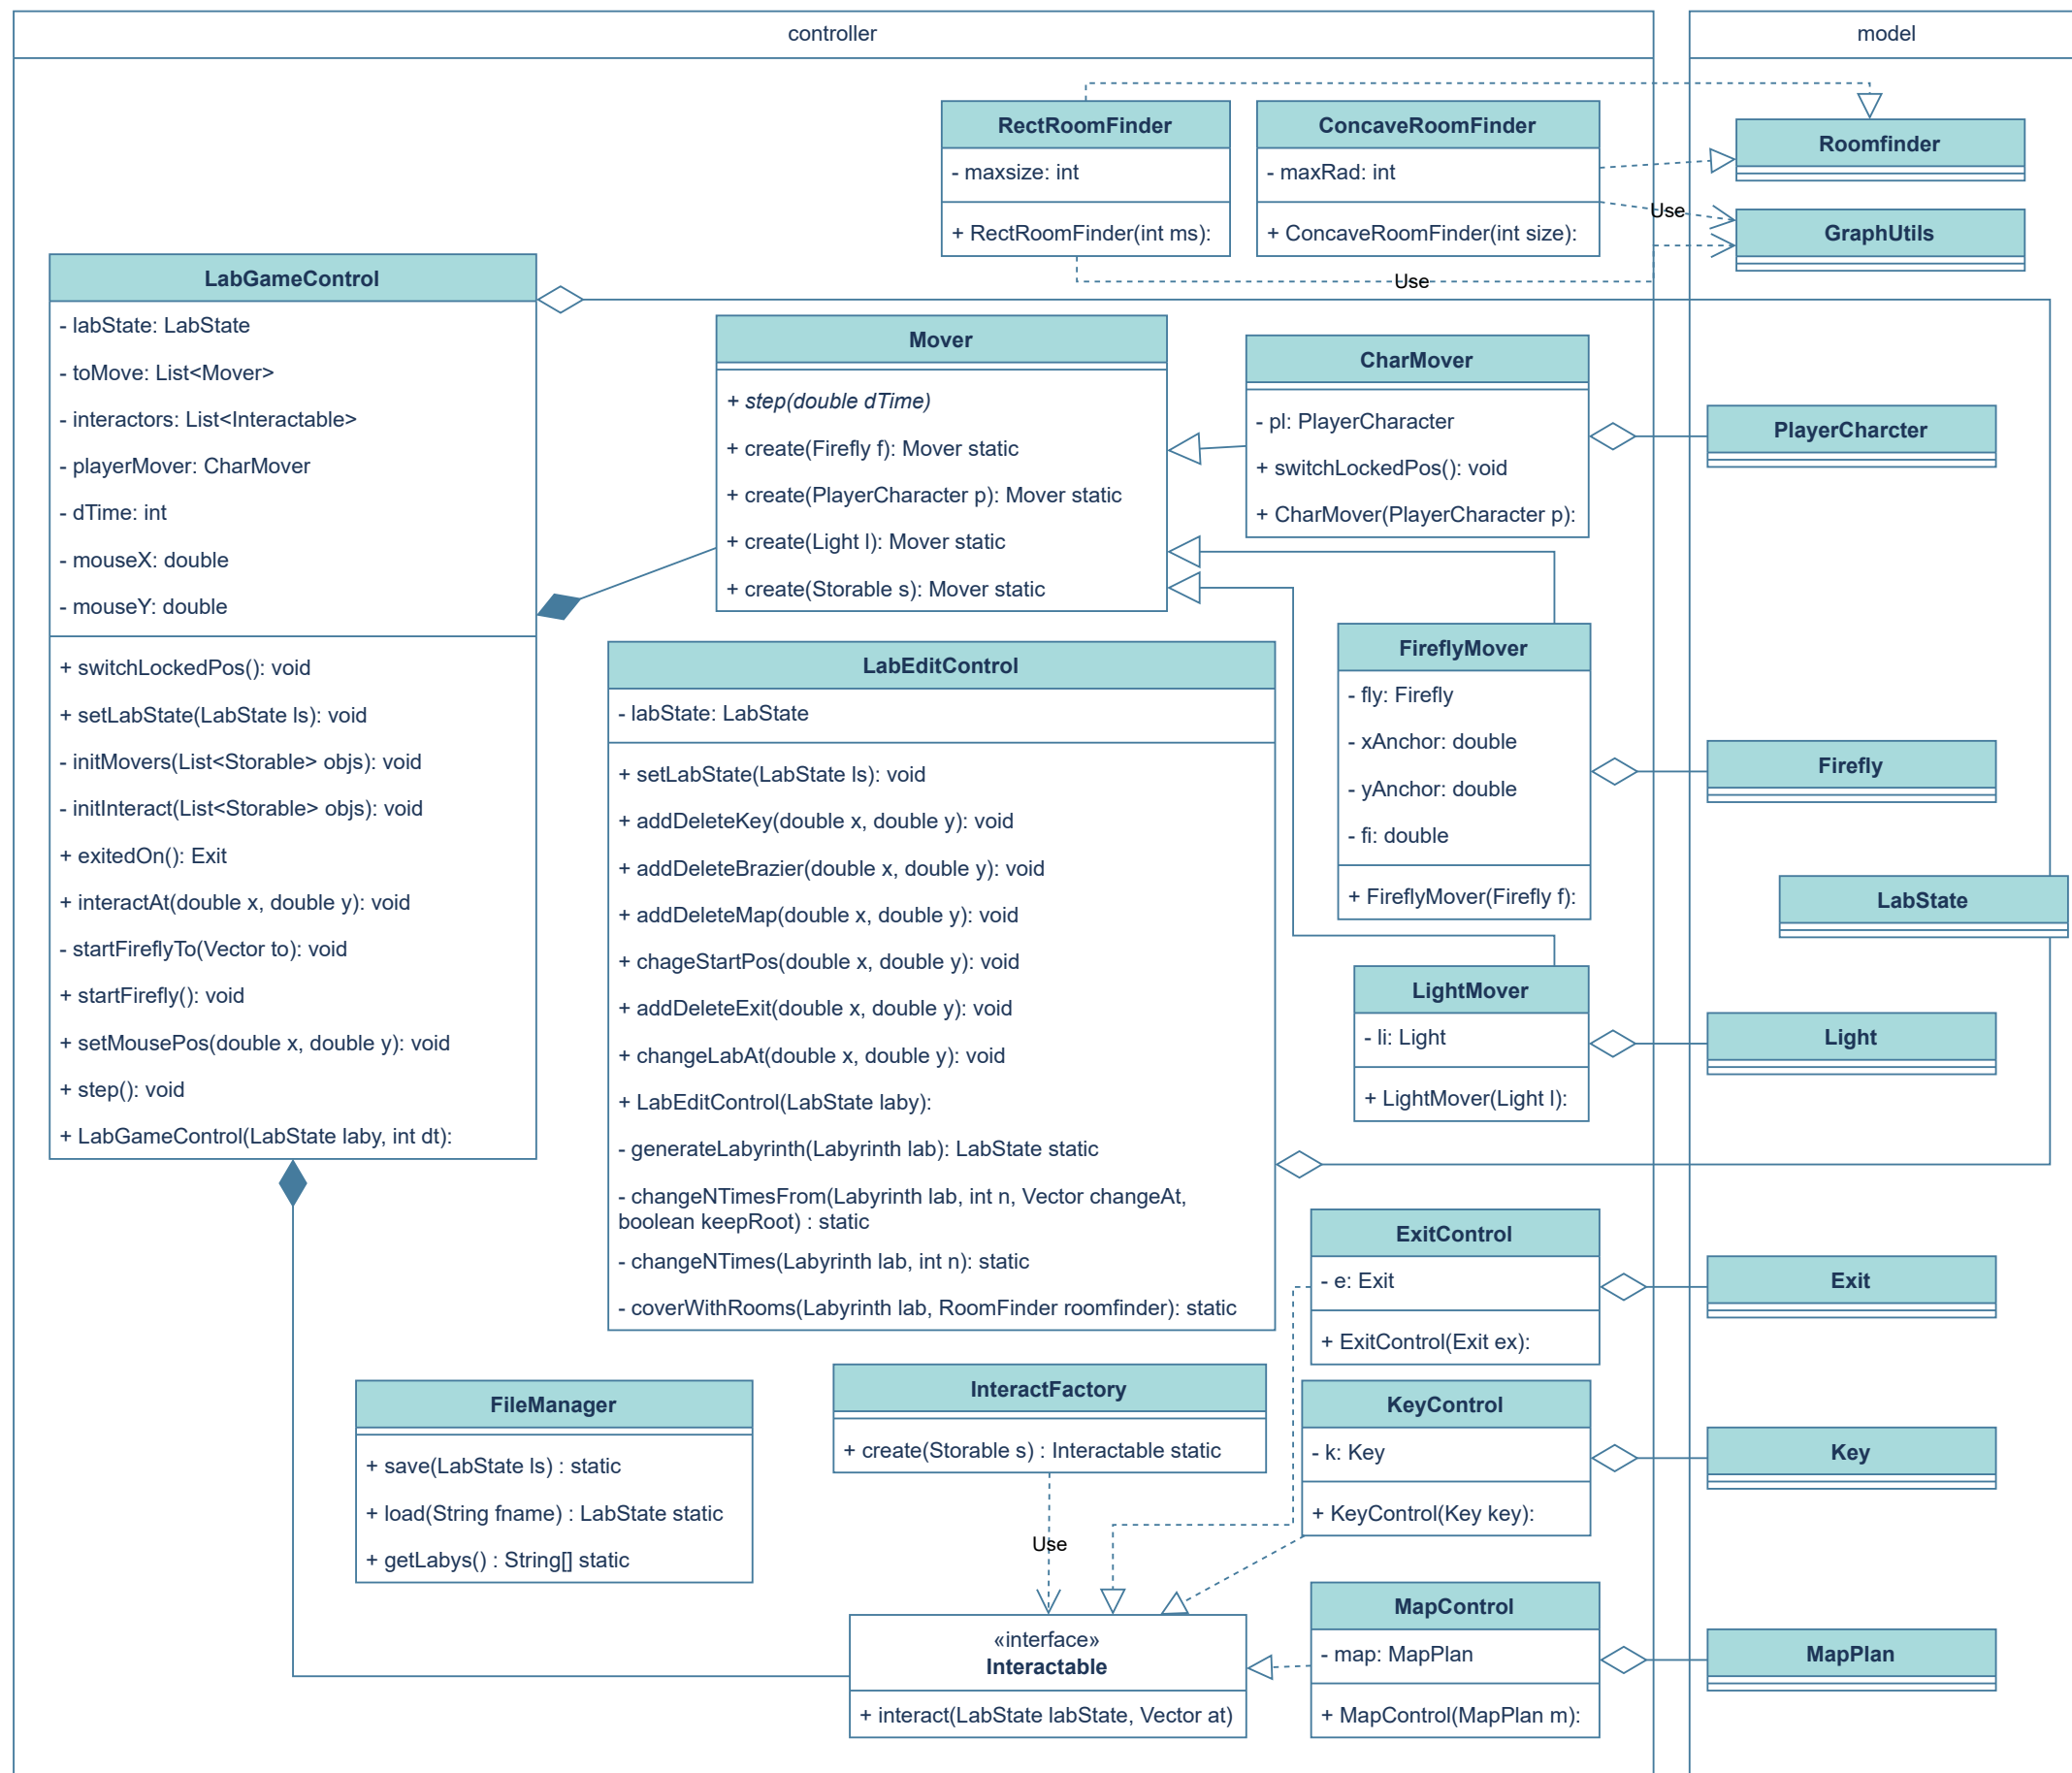 controller
model
RectRoomFinder
- maxsize: int
+ RectRoomFinder(int ms):
ConcaveRoomFinder
- maxRad: int
+ ConcaveRoomFinder(int size):
Roomfinder
Use
GraphUtils
Use
LabGameControl
- labState: LabState
- toMove: List<Mover>
- interactors: List<Interactable>
- playerMover: CharMover
- dTime: int
- mouseX: double
- mouseY: double
+ switchLockedPos(): void
+ setLabState(LabState ls): void
- initMovers(List<Storable> objs): void
- initInteract(List<Storable> objs): void
+ exitedOn(): Exit
+ interactAt(double x, double y): void
- startFireflyTo(Vector to): void
+ startFirefly(): void
+ setMousePos(double x, double y): void
+ step(): void
+ LabGameControl(LabState laby, int dt):
Mover
+ step(double dTime)
+ create(Firefly f): Mover static
+ create(PlayerCharacter p): Mover static
+ create(Light l): Mover static
+ create(Storable s): Mover static
CharMover
- pl: PlayerCharacter
+ switchLockedPos(): void
+ CharMover(PlayerCharacter p):
PlayerCharcter
LabEditControl
- labState: LabState
+ setLabState(LabState ls): void
+ addDeleteKey(double x, double y): void
+ addDeleteBrazier(double x, double y): void
+ addDeleteMap(double x, double y): void
+ chageStartPos(double x, double y): void
+ addDeleteExit(double x, double y): void
+ changeLabAt(double x, double y): void
+ LabEditControl(LabState laby):
- generateLabyrinth(Labyrinth lab): LabState static
- changeNTimesFrom(Labyrinth lab, int n, Vector changeAt,
boolean keepRoot) : static
- changeNTimes(Labyrinth lab, int n): static
- coverWithRooms(Labyrinth lab, RoomFinder roomfinder): static
FireflyMover
- fly: Firefly
- xAnchor: double
- yAnchor: double
- fi: double
+ FireflyMover(Firefly f):
Firefly
LabState
LightMover
- li: Light
+ LightMover(Light l):
Light
ExitControl
- e: Exit
+ ExitControl(Exit ex):
Exit
FileManager
+ save(LabState ls) : static
+ load(String fname) : LabState static
+ getLabys() : String[] static
InteractFactory
+ create(Storable s) : Interactable static
Use
KeyControl
- k: Key
+ KeyControl(Key key):
Key
«interface»
Interactable
+ interact(LabState labState, Vector at)
MapControl
- map: MapPlan
+ MapControl(MapPlan m):
MapPlan